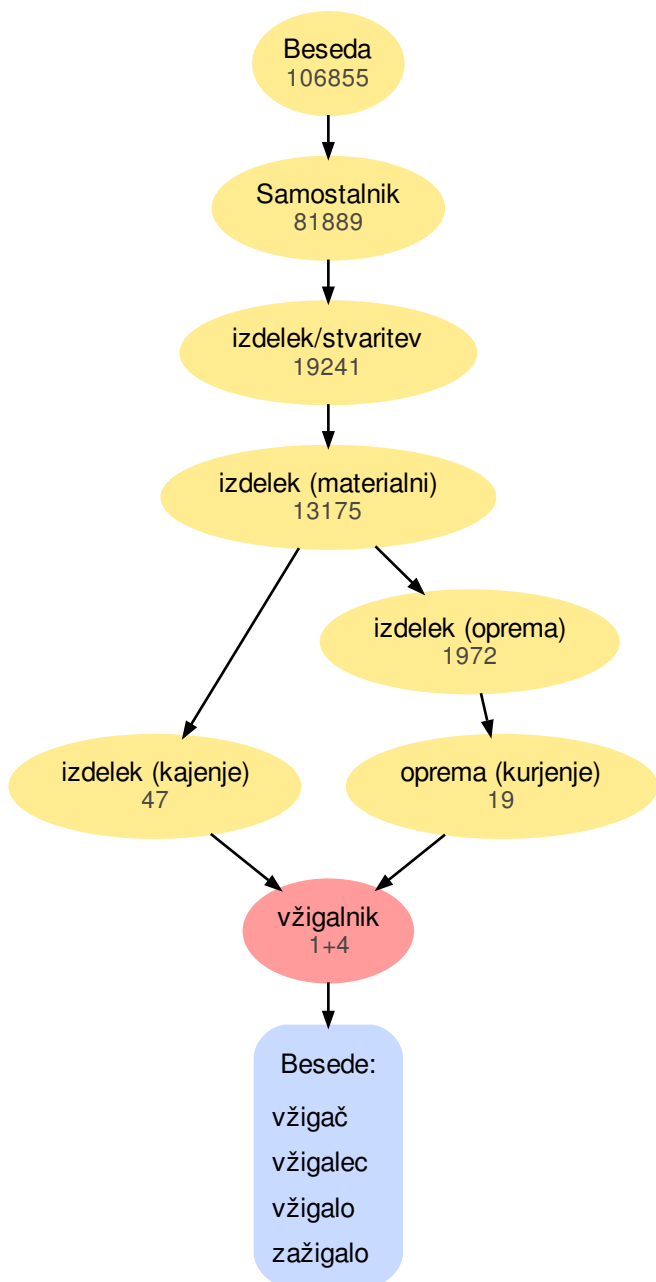 Beseda
106855
Samostalnik
81889
izdelek/stvaritev
19241
izdelek (materialni)
13175
izdelek (oprema)
1972
izdelek (kajenje)
47
oprema (kurjenje)
19
vžigalnik
1+4
Besede:
vžigač
vžigalec
vžigalo
zažigalo